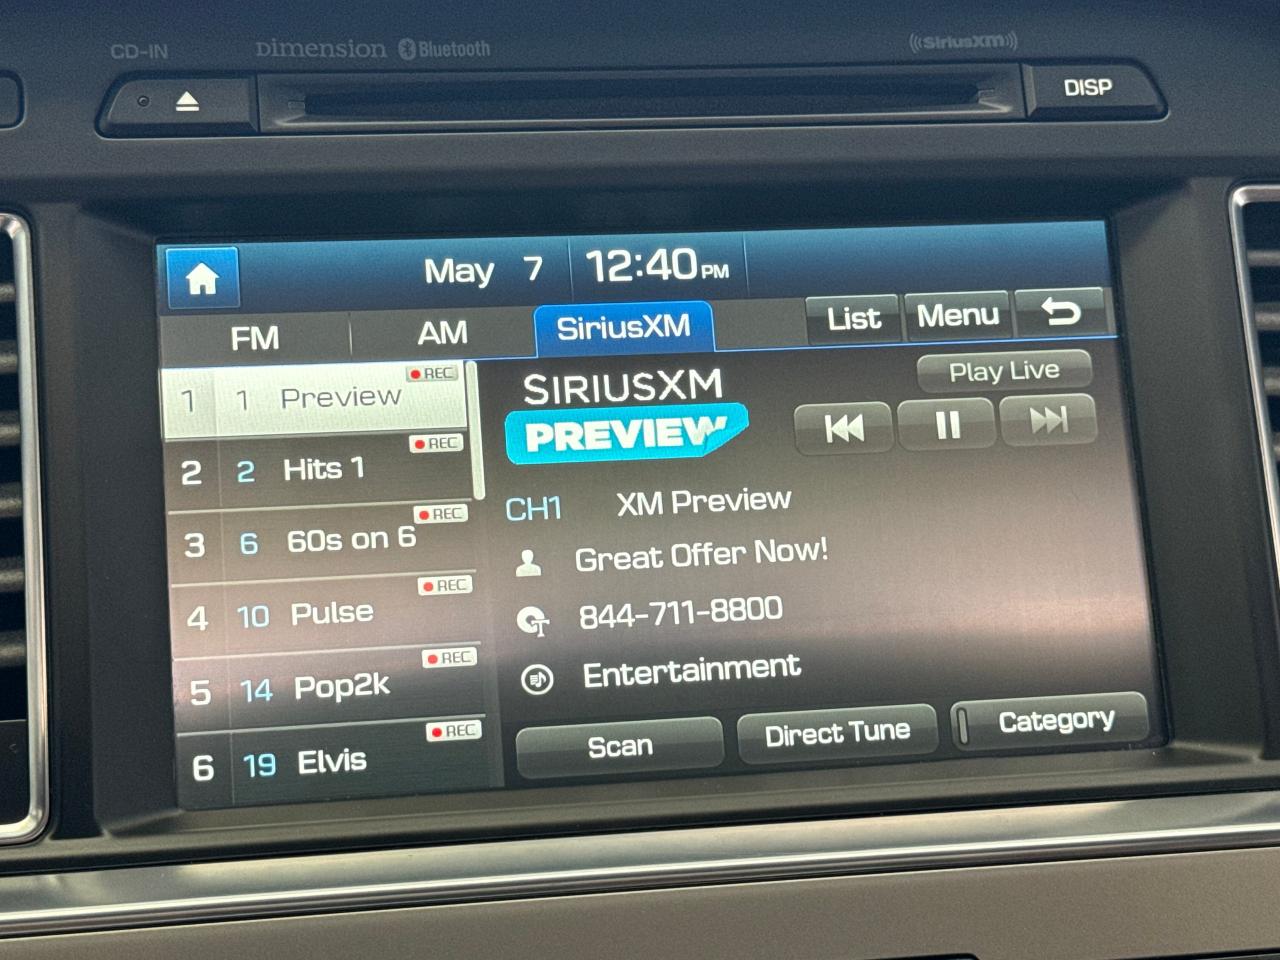 CD-IN
Dimension Bluetooth
((SiriusXM))
DISP
May 7 12:40 PM
FM AM SiriusXM List Menu
1 1 Preview REC
2 2 Hits 1 REC
3 6 60s on 6 REC
4 10 Pulse REC
5 14 Pop2k REC
6 19 Elvis REC
SIRIUSXM
PREVIEW
Play Live
CH1 XM Preview
Great Offer Now!
844-711-8800
Entertainment
Scan Direct Tune Category